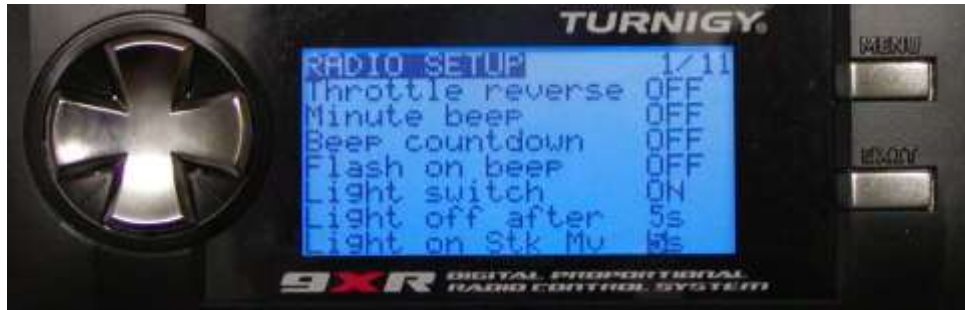 TURNIGY®
MENU
RADIO SETUP 1/11
Throttle reverse OFF
Minute beep OFF
Beep countdown OFF
Flash on beep OFF
Light switch ON
Light off after 5s
Light on Stk Mv 5s
EXIT
9XR DIGITAL PROPORTIONAL
RADIO CONTROL SYSTEM